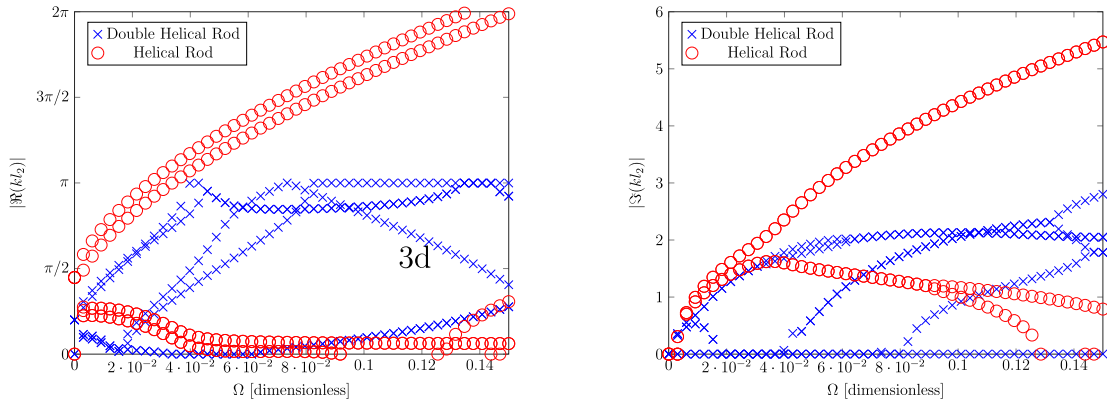 2π
3π/2
π
π/2
0
|ℜ(kl₂)|
× Double Helical Rod
○ Helical Rod
3d
0
2 · 10⁻²
4 · 10⁻²
6 · 10⁻²
8 · 10⁻²
0.1
0.12
0.14
Ω [dimensionless]
6
5
4
3
2
1
0
|ℑ(kl₂)|
× Double Helical Rod
○ Helical Rod
0
2 · 10⁻²
4 · 10⁻²
6 · 10⁻²
8 · 10⁻²
0.1
0.12
0.14
Ω [dimensionless]